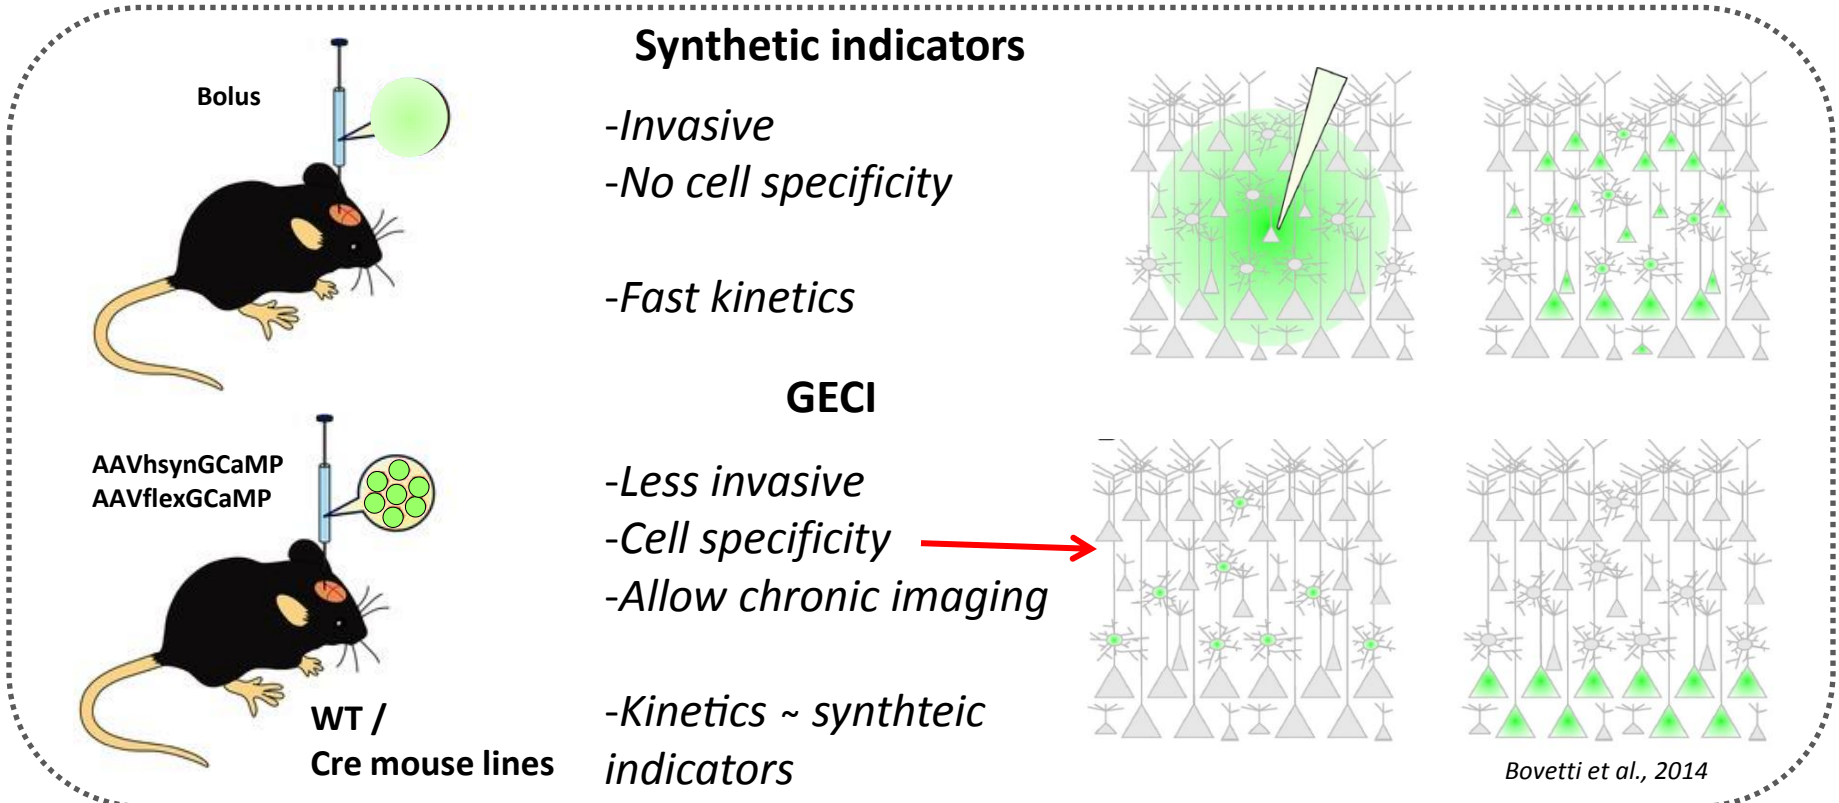 Synthetic indicators
Bolus
-Invasive
-No cell specificity
-Fast kinetics
GECI
AAVhsynGCaMP
AAVflexGCaMP
-Less invasive
-Cell specificity
-Allow chronic imaging
WT /
Cre mouse lines
-Kinetics ~ synthteic
indicators
Bovetti et al., 2014